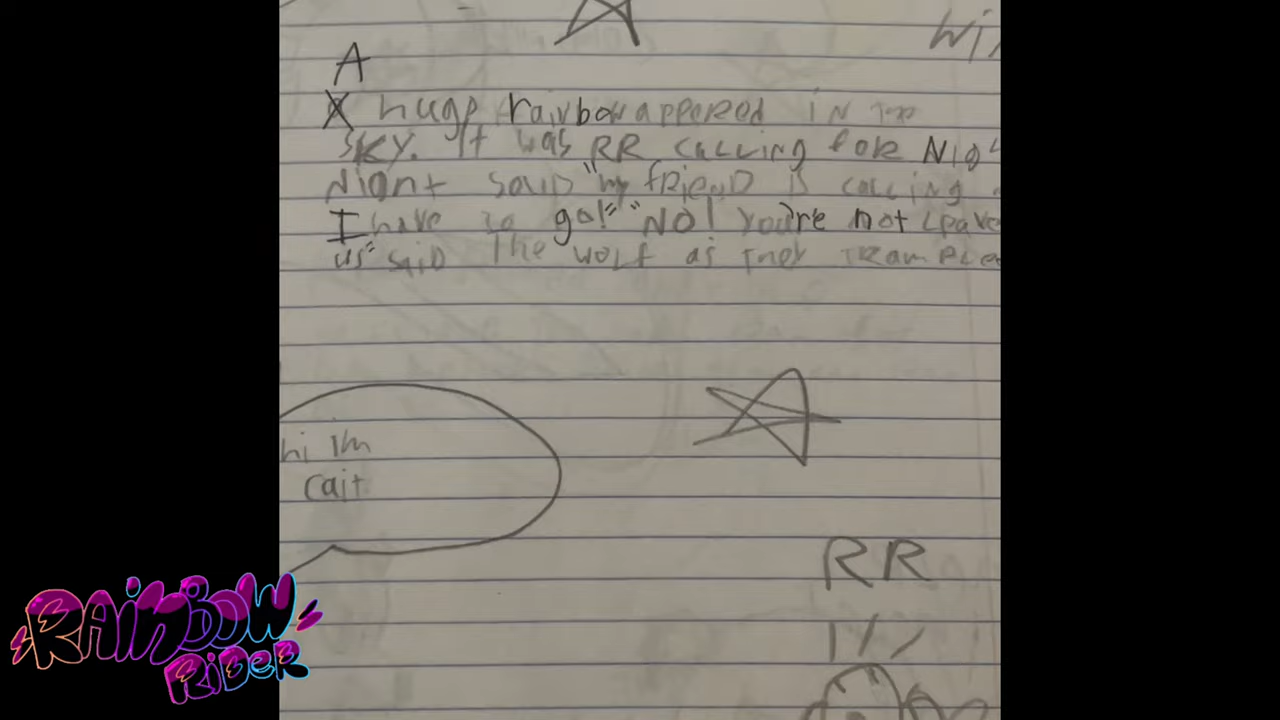 Wi
A
X huge rainbow appered in the
sky. It was RR calling for Nig
Night said "my friend is calling
I have to go!" "NO! You're not leave
us" said the wolf as they trample
hi im
cait
RR
RAINBOW
RIDER